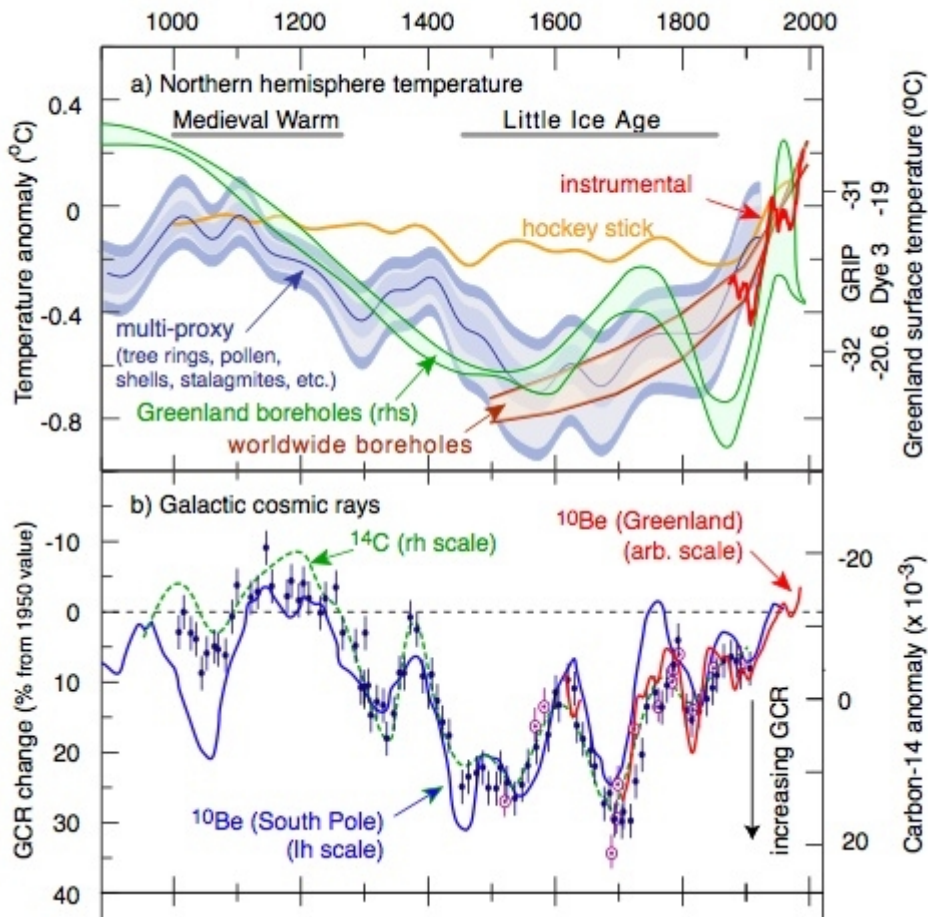 1000 1200 1400 1600 1800 2000
a) Northern hemisphere temperature
Medieval Warm
Little Ice Age
Temperature anomaly (ºC)
0.4
0.2
0
-0.4
-0.8
instrumental
hockey stick
multi-proxy
(tree rings, pollen,
shells, stalagmites, etc.)
Greenland boreholes (rhs)
worldwide boreholes
-31
-32
GRIP
-19
-20.6
Dye 3
Greenland surface temperature (ºC)
b) Galactic cosmic rays
GCR change (% from 1950 value)
-10
0
10
20
30
40
¹⁴C (rh scale)
¹⁰Be (Greenland)
(arb. scale)
¹⁰Be (South Pole)
(lh scale)
increasing GCR
-20
0
20
Carbon-14 anomaly (x 10⁻³)